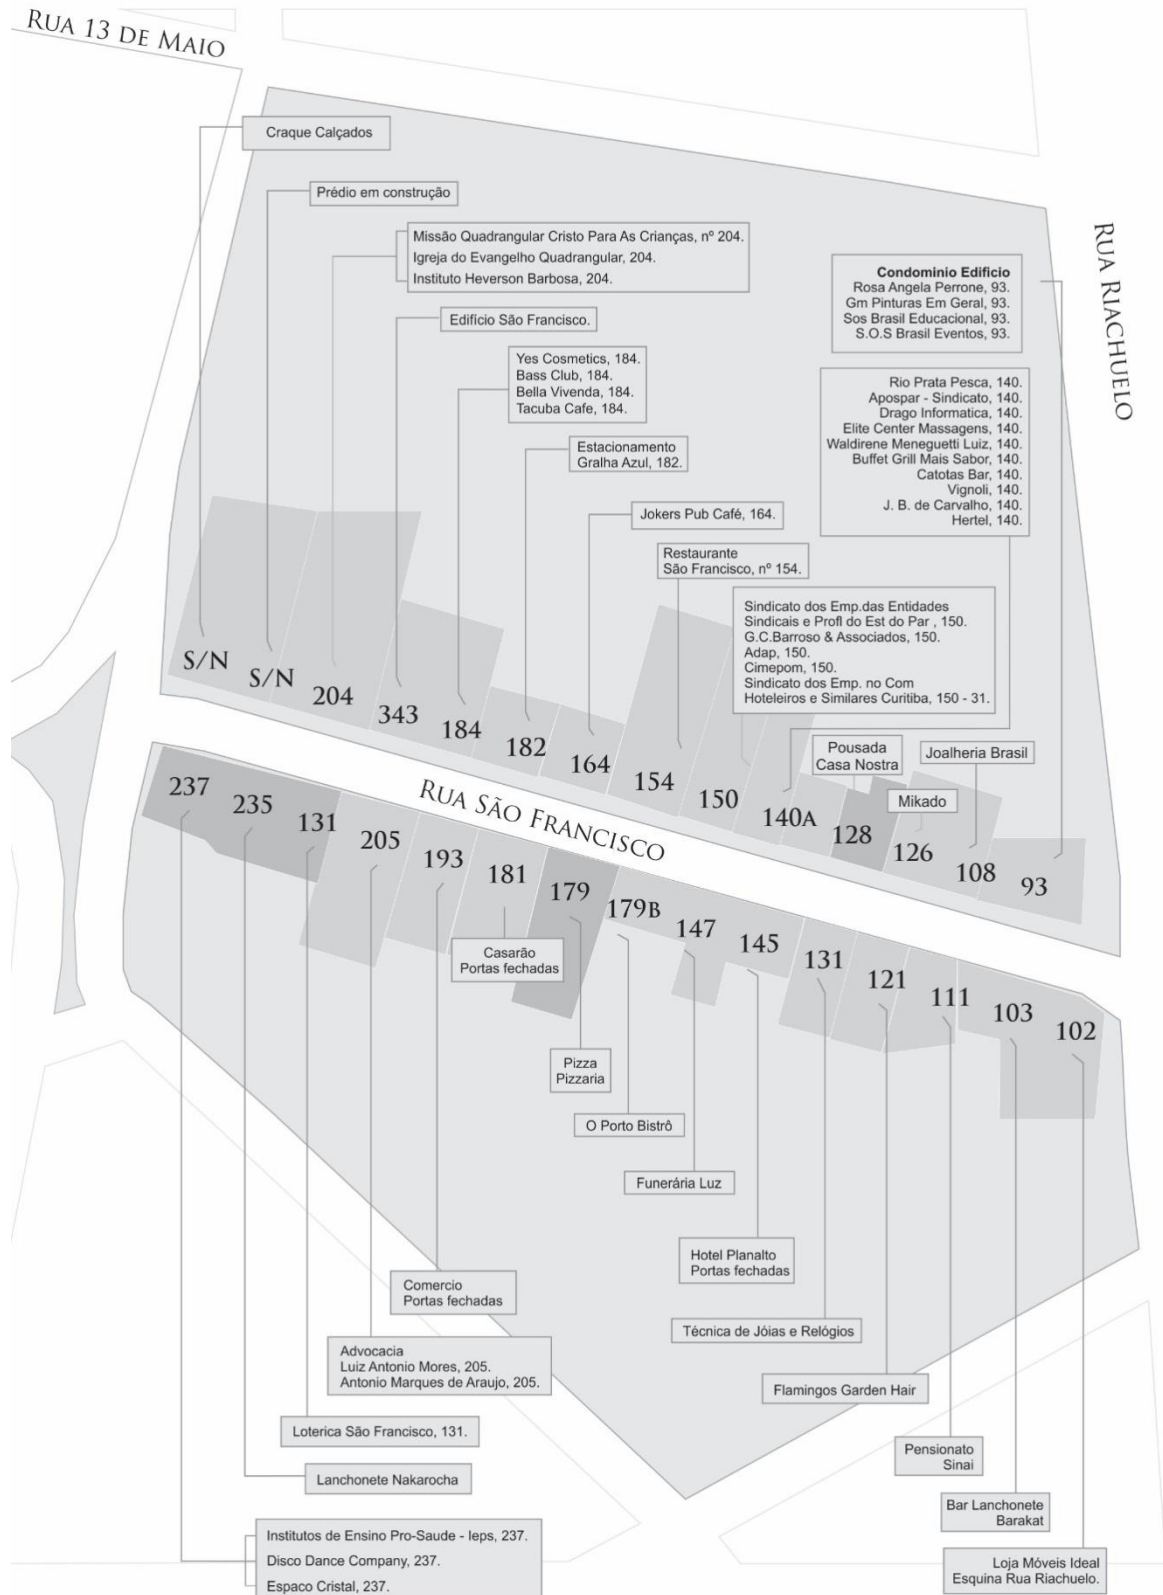 RUA 13 DE MAIO
Craque Calçados
Prédio em construção
Missão Quadrangular Cristo Para As Crianças, nº 204.
Igreja do Evangelho Quadrangular, 204.
Instituto Heverson Barbosa, 204.
RUA RIACHUELO
Condominio Edificio
Rosa Angela Perrone, 93.
Gm Pinturas Em Geral, 93.
Sos Brasil Educacional, 93.
S.O.S Brasil Eventos, 93.
Edifício São Francisco.
Yes Cosmetics, 184.
Bass Club, 184.
Bella Vivenda, 184.
Tacuba Cafe, 184.
Rio Prata Pesca, 140.
Apospar - Sindicato, 140.
Drago Informatica, 140.
Elite Center Massagens, 140.
Waldirene Meneguetti Luiz, 140.
Buffet Grill Mais Sabor, 140.
Catotas Bar, 140.
Vignoli, 140.
J. B. de Carvalho, 140.
Hertel, 140.
Estacionamento
Gralha Azul, 182.
Jokers Pub Café, 164.
Restaurante
São Francisco, nº 154.
Sindicato dos Emp.das Entidades
Sindicais e Profl do Est do Par , 150.
G.C.Barroso & Associados, 150.
Adap, 150.
Cimepom, 150.
Sindicato dos Emp. no Com
Hoteleiros e Similares Curitiba, 150 - 31.
Pousada
Casa Nostra
Joalheria Brasil
Mikado
S/N
S/N
204
343
184
182
164
154
150
140A
128
126
108
93
RUA SÃO FRANCISCO
237
235
131
205
193
181
179
179B
147
145
131
121
111
103
102
Casarão
Portas fechadas
Pizza
Pizzaria
O Porto Bistrô
Funerária Luz
Hotel Planalto
Portas fechadas
Comercio
Portas fechadas
Técnica de Jóias e Relógios
Advocacia
Luiz Antonio Mores, 205.
Antonio Marques de Araujo, 205.
Flamingos Garden Hair
Loterica São Francisco, 131.
Pensionato
Sinai
Lanchonete Nakarocha
Bar Lanchonete
Barakat
Institutos de Ensino Pro-Saude - Ieps, 237.
Disco Dance Company, 237.
Espaco Cristal, 237.
Loja Móveis Ideal
Esquina Rua Riachuelo.